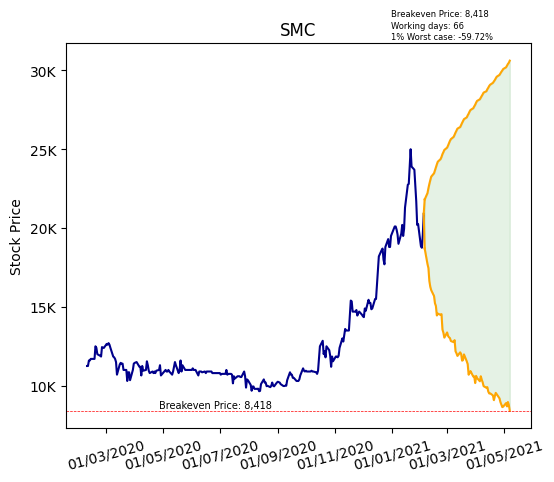 Breakeven Price: 8,418
Working days: 66
1% Worst case: -59.72%
SMC
Stock Price
30K
25K
20K
15K
10K
Breakeven Price: 8,418
01/03/2020 01/05/2020 01/07/2020 01/09/2020 01/11/2020 01/01/2021 01/03/2021 01/05/2021